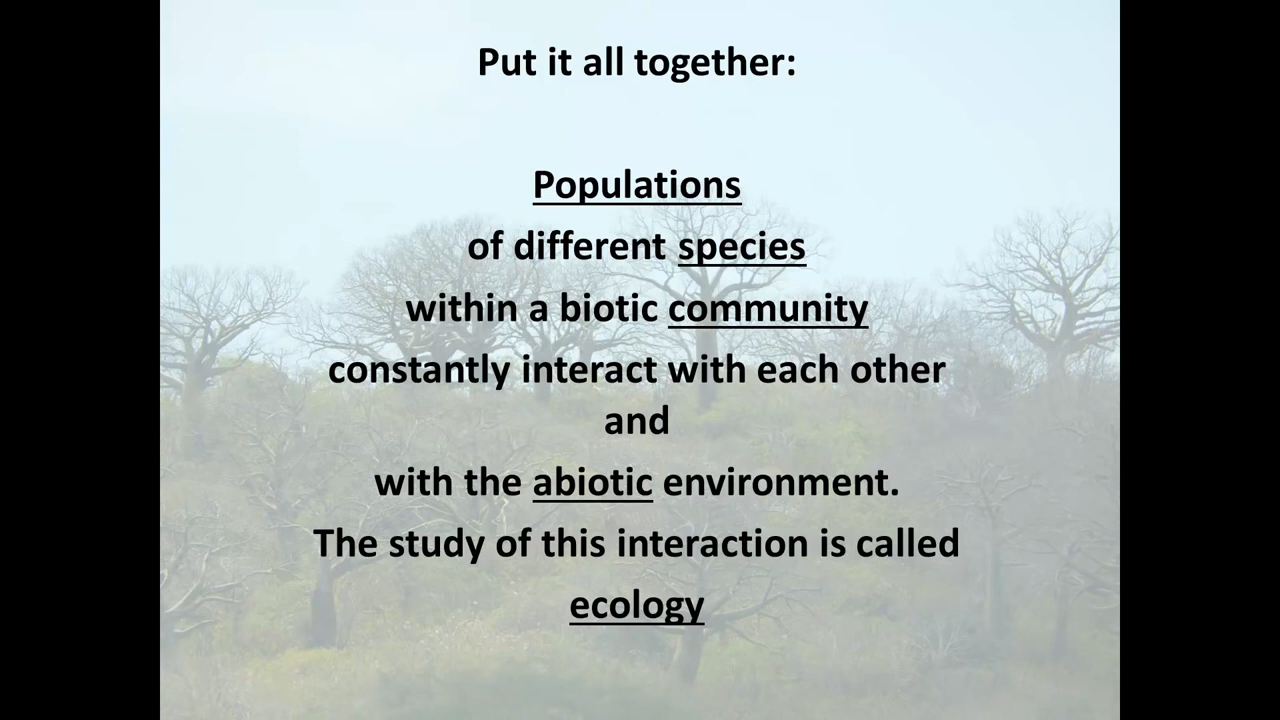 Put it all together:
Populations
of different species
within a biotic community
constantly interact with each other
and
with the abiotic environment.
The study of this interaction is called
ecology